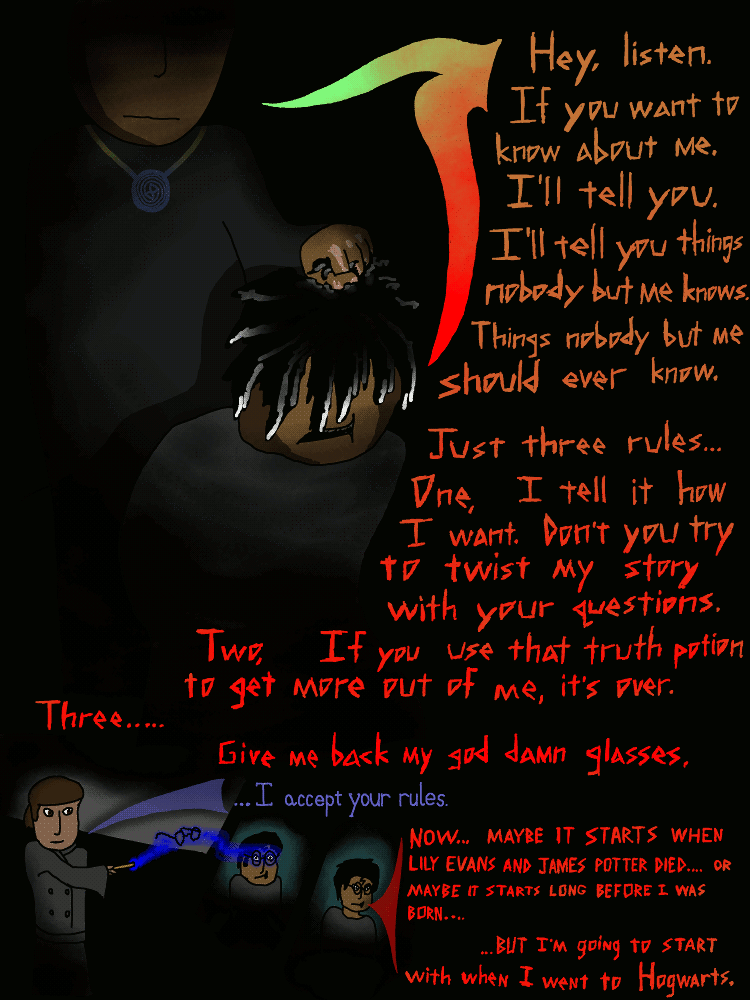 Hey, listen.
If you want to
know about me.
I'll tell you.
I'll tell you things
nobody but me knows.
Things nobody but me
should ever know.
Just three rules...
One, I tell it how
I want. Don't you try
to twist my story
with your questions.
Two, If you use that truth potion
to get more out of me, it's over.
Three.....
Give me back my god damn glasses.
...I accept your rules.
NOW... MAYBE IT STARTS WHEN
LILY EVANS AND JAMES POTTER DIED.... OR
MAYBE IT STARTS LONG BEFORE I WAS
BORN....
...BUT I'M going to START
with when I went to Hogwarts.